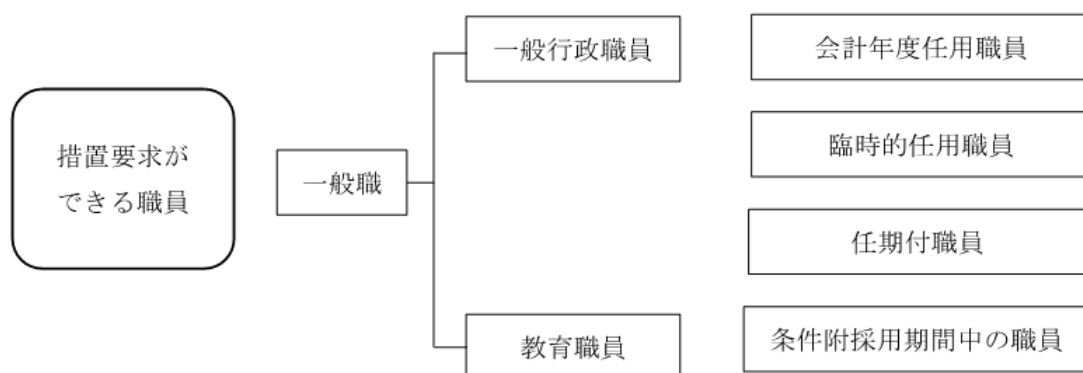 措置要求が
できる職員
一般職
一般行政職員
教育職員
会計年度任用職員
臨時的任用職員
任期付職員
条件附採用期間中の職員